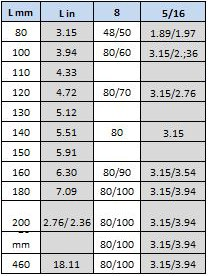 L mm L in 8 5/16
80 3.15 48/50 1.89/1.97
100 3.94 80/60 3.15/2.;36
110 4.33
120 4.72 80/70 3.15/2.76
130 5.12
140 5.51 80 3.15
150 5.91
160 6.30 80/90 3.15/3.54
180 7.09 80/100 3.15/3.94
200 2.76/2.36 80/100 3.15/3.94
mm 80/100 3.15/3.94
460 18.11 80/100 3.15/3.94